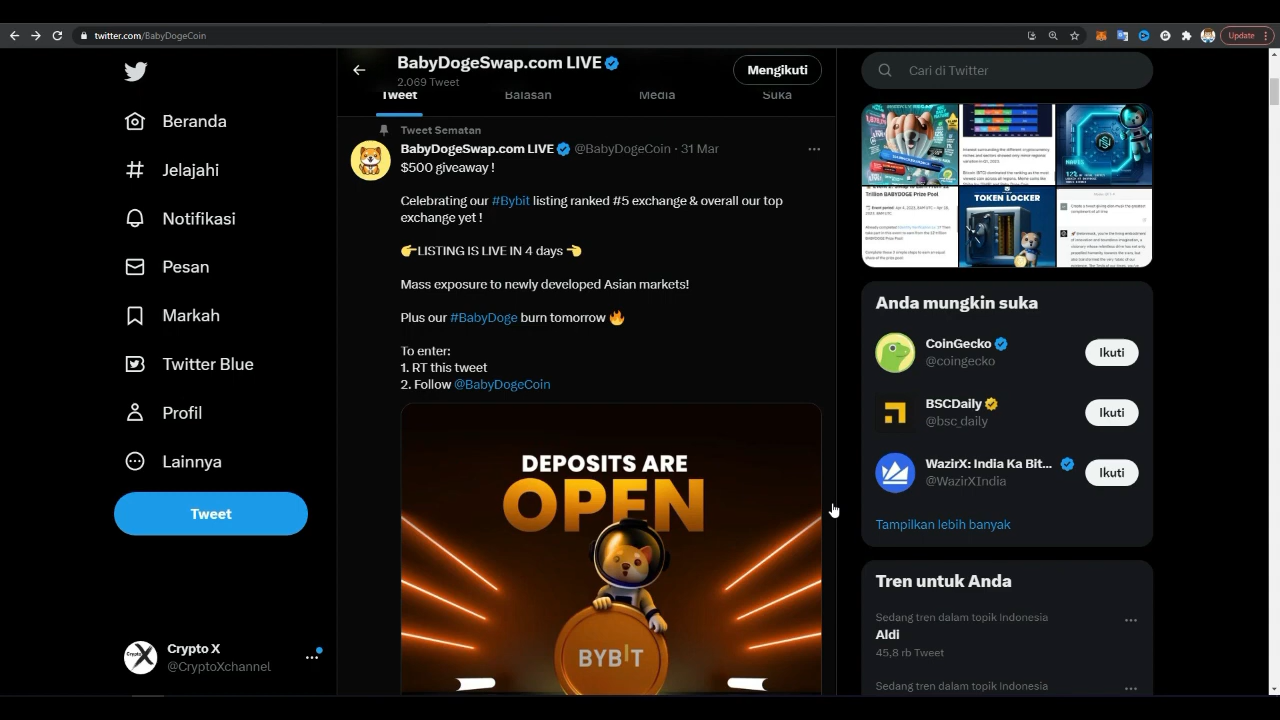 twitter.com/BabyDogeCoin
Update
Beranda
Jelajahi
Notifikasi
Pesan
Markah
Twitter Blue
Profil
Lainnya
Tweet
Crypto X
@CryptoXchannel
BabyDogeSwap.com LIVE
2.069 Tweet
Mengikuti
Tweet
Balasan
Media
Suka
Tweet Sematan
BabyDogeSwap.com LIVE @BabyDogeCoin · 31 Mar
$500 giveaway !
Celebrating our #Bybit listing ranked #5 exchange & overall our top
exchange yet !
LISTING IS LIVE IN 4 days 👈
Mass exposure to newly developed Asian markets!
Plus our #BabyDoge burn tomorrow 🔥
To enter:
1. RT this tweet
2. Follow @BabyDogeCoin
DEPOSITS ARE
OPEN
BYBIT
Cari di Twitter
TOKEN LOCKER
Anda mungkin suka
CoinGecko
@coingecko
Ikuti
BSCDaily
@bsc_daily
Ikuti
WazirX: India Ka Bit...
@WazirXIndia
Ikuti
Tampilkan lebih banyak
Tren untuk Anda
Sedang tren dalam topik Indonesia
Aldi
45,8 rb Tweet
Sedang tren dalam topik Indonesia